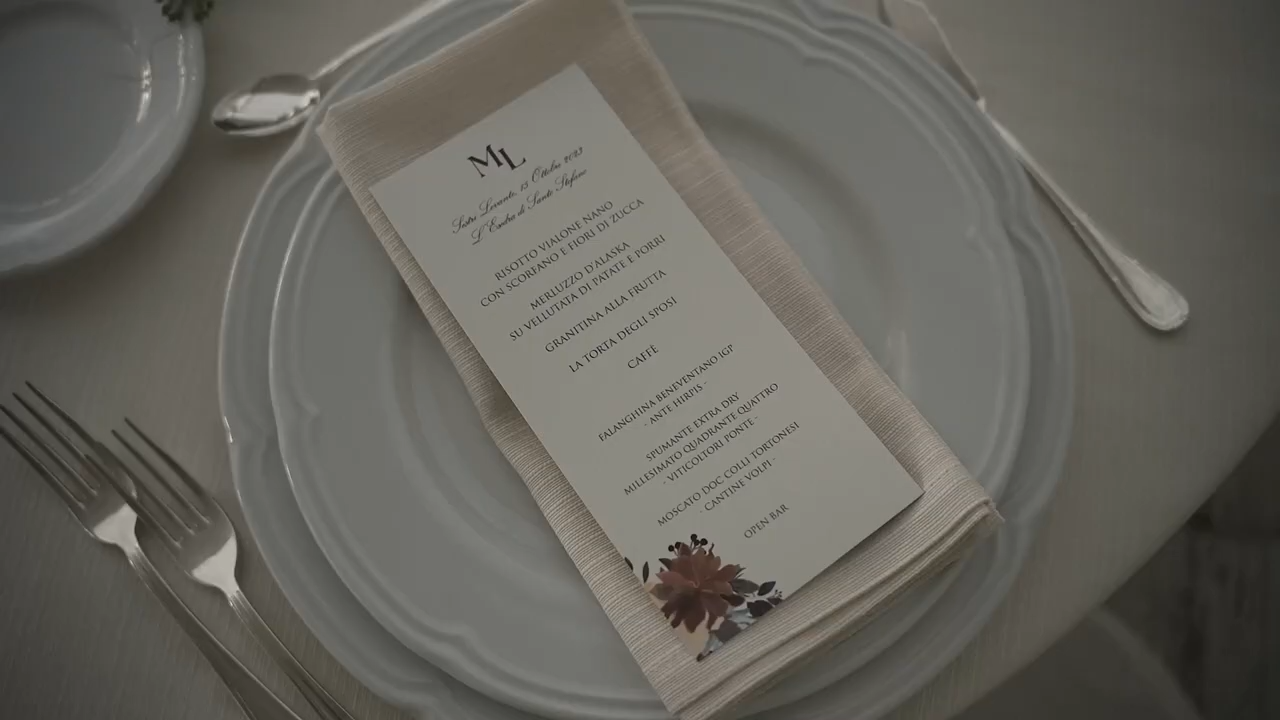 ML
Sestri Levante, 15 Ottobre 2023
L'Exedra di Santo Stefano
RISOTTO VIALONE NANO
CON SCORFANO E FIORI DI ZUCCA
MERLUZZO D'ALASKA
SU VELLUTATA DI PATATE E PORRI
GRANITINA ALLA FRUTTA
LA TORTA DEGLI SPOSI
CAFFÈ
FALANGHINA BENEVENTANO IGP
- ANTE HIRPIS -
SPUMANTE EXTRA DRY
MILLESIMATO QUADRANTE QUATTRO
- VITICOLTORI PONTE -
MOSCATO DOC COLLI TORTONESI
- CANTINE VOLPI -
OPEN BAR